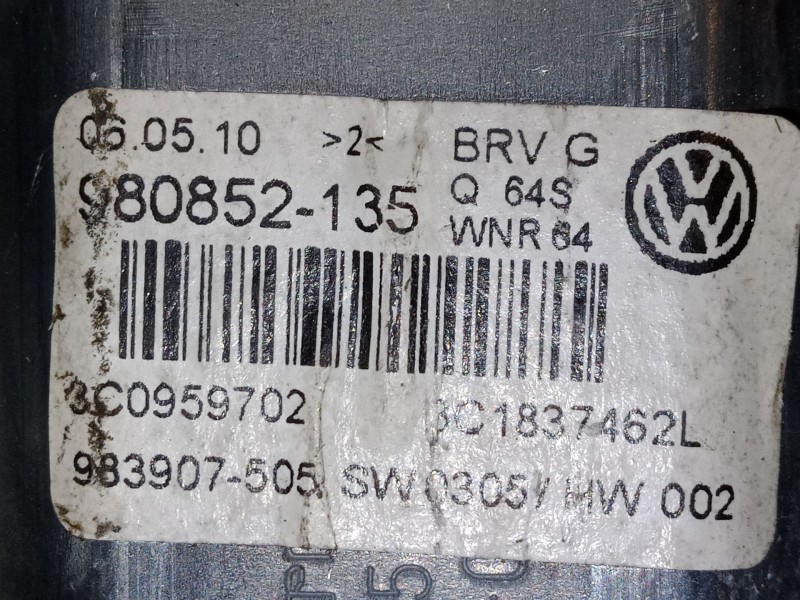 06.05.10 >2< BRV G
980852-135 Q 64S
WNR 64
3C0959702 3C1837462L
983907-505 SW 0305/ HW 002